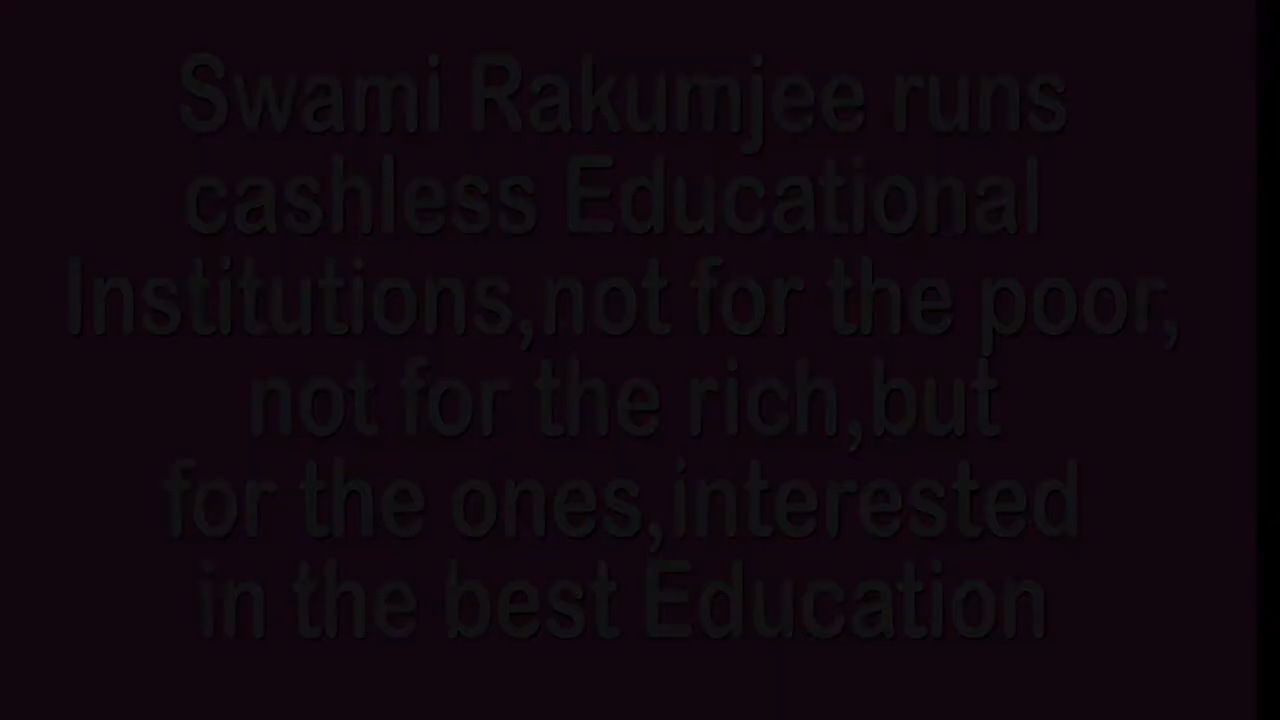 Swami Rakumjee runs
cashless Educational
Institutions,not for the poor,
not for the rich,but
for the ones,interested
in the best Education